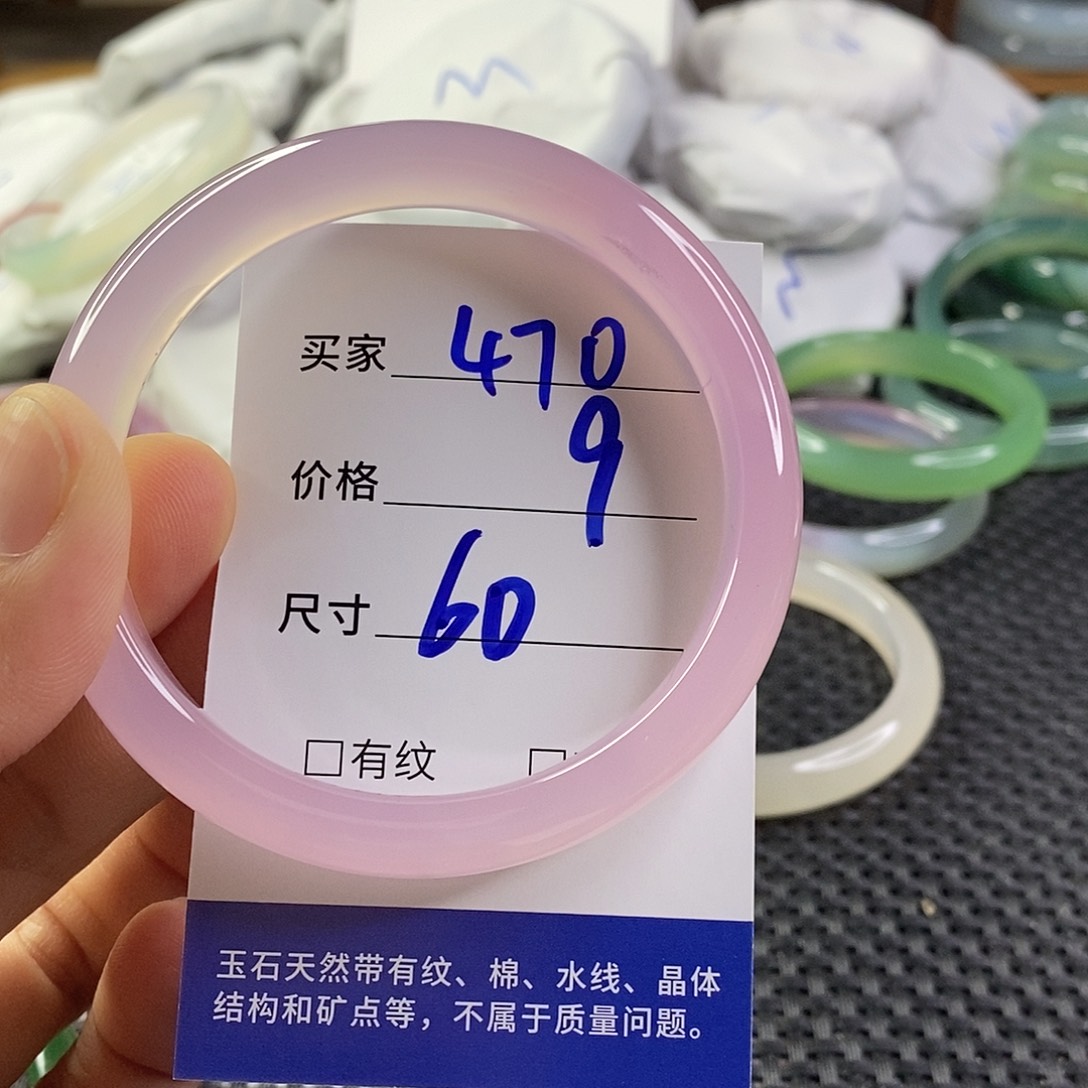 买家 470
9
价格
尺寸 60
□有纹 □
玉石天然带有纹、棉、水线、晶体
结构和矿点等，不属于质量问题。